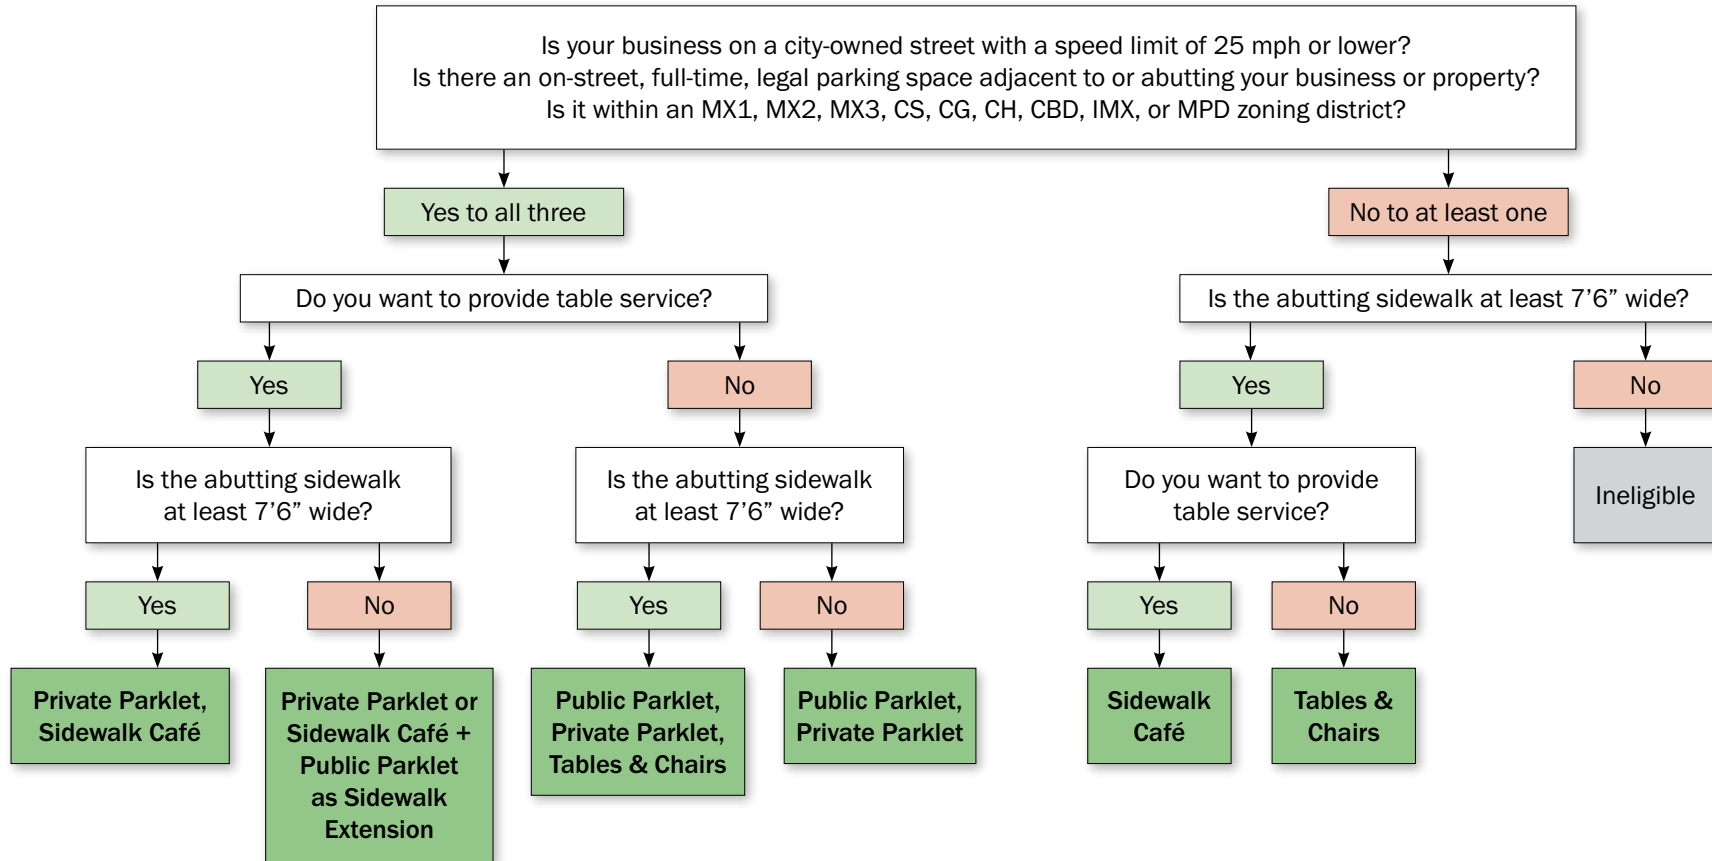 Is your business on a city-owned street with a speed limit of 25 mph or lower?
Is there an on-street, full-time, legal parking space adjacent to or abutting your business or property?
Is it within an MX1, MX2, MX3, CS, CG, CH, CBD, IMX, or MPD zoning district?
Yes to all three
No to at least one
Do you want to provide table service?
Is the abutting sidewalk at least 7’6” wide?
Yes
No
Yes
No
Is the abutting sidewalk
at least 7’6” wide?
Is the abutting sidewalk
at least 7’6” wide?
Do you want to provide
table service?
Ineligible
Yes
No
Yes
No
Yes
No
Private Parklet,
Sidewalk Café
Private Parklet or
Sidewalk Café +
Public Parklet
as Sidewalk
Extension
Public Parklet,
Private Parklet,
Tables & Chairs
Public Parklet,
Private Parklet
Sidewalk
Café
Tables &
Chairs